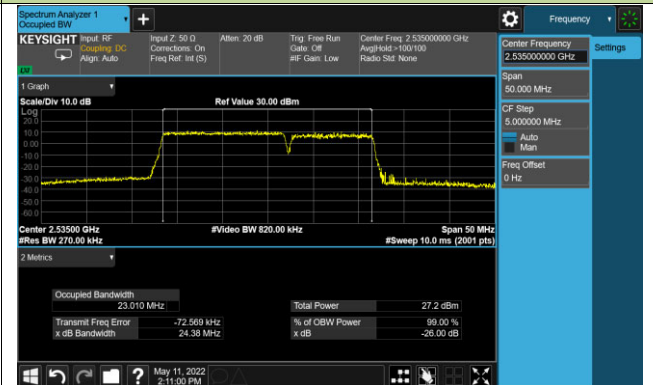 Spectrum Analyzer 1
Occupied BW
+
Frequency
KEYSIGHT
Input: RF
Coupling: DC
Align: Auto
Input Z: 50 Ω
Corrections: On
Freq Ref: Int (S)
Atten: 20 dB
Trig: Free Run
Gate: Off
#IF Gain: Low
Center Freq: 2.535000000 GHz
Avg|Hold:>100/100
Radio Std: None
Center Frequency
2.535000000 GHz
Settings
Span
50.000 MHz
CF Step
5.000000 MHz
Auto
Man
Freq Offset
0 Hz
1 Graph
Scale/Div 10.0 dB
Ref Value 30.00 dBm
Log
20.0
10.0
0.00
-10.0
-20.0
-30.0
-40.0
-50.0
-60.0
Center 2.53500 GHz
#Video BW 820.00 kHz
Span 50 MHz
#Res BW 270.00 kHz
#Sweep 10.0 ms (2001 pts)
2 Metrics
Occupied Bandwidth
23.010 MHz
Total Power
27.2 dBm
Transmit Freq Error
-72.569 kHz
% of OBW Power
99.00 %
x dB Bandwidth
24.38 MHz
x dB
-26.00 dB
?
May 11, 2022
2:11:00 PM